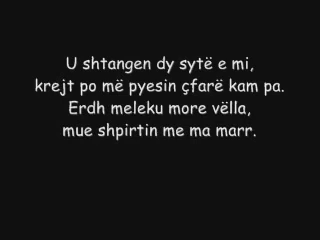 U shtangen dy sytë e mi,
krejt po më pyesin çfarë kam pa.
Erdh meleku more vëlla,
mue shpirtin me ma marr.